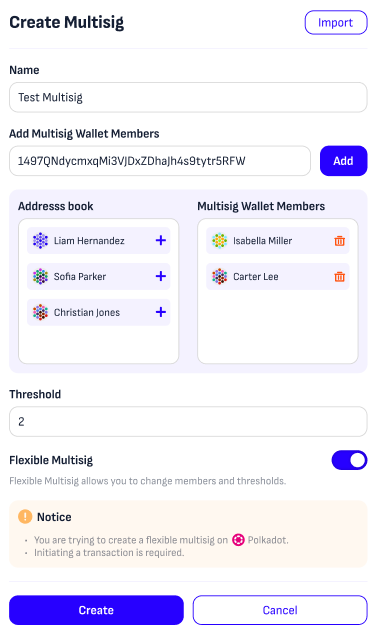 Create Multisig
Import
Name
Test Multisig
Add Multisig Wallet Members
1497QNdycmxqMi3VJDxZDhaJh4s9tytr5RFW
Add
Addresss book
Multisig Wallet Members
Liam Hernandez
Isabella Miller
Sofia Parker
Carter Lee
Christian Jones
Threshold
2
Flexible Multisig
Flexible Multisig allows you to change members and thresholds.
! Notice
• You are trying to create a flexible multisig on Polkadot.
• Initiating a transaction is required.
Create
Cancel